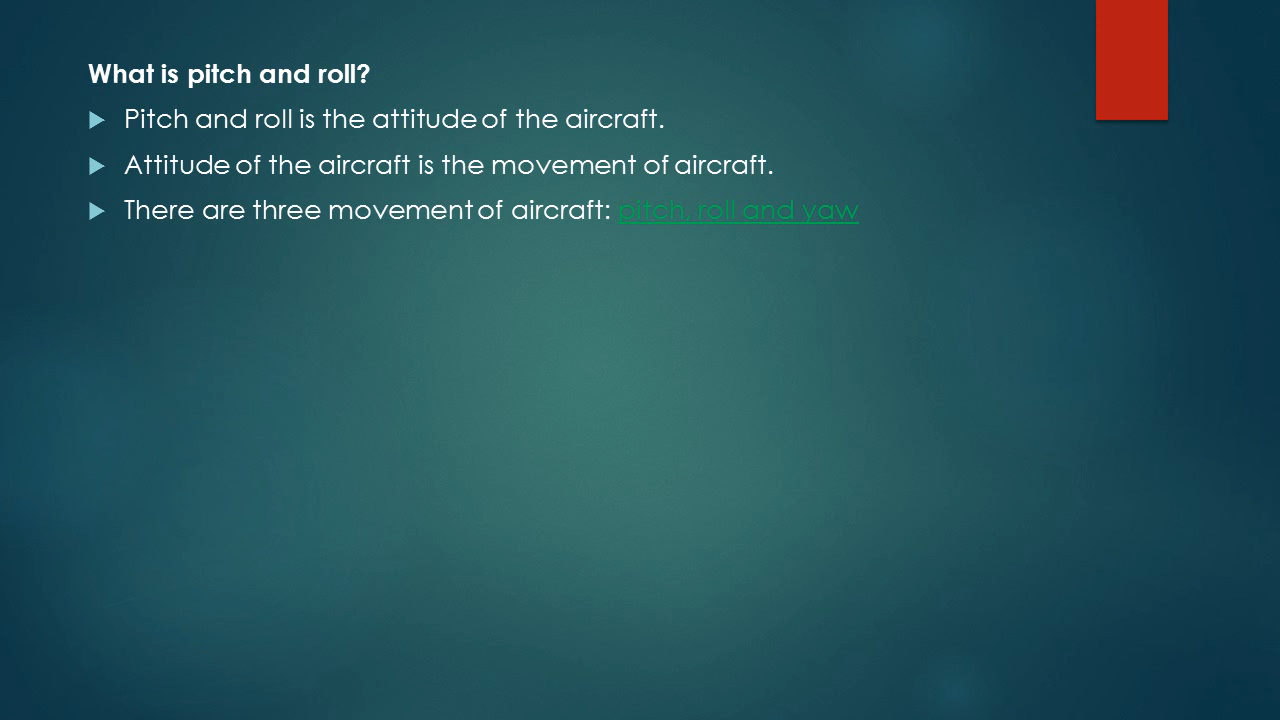 What is pitch and roll?
Pitch and roll is the attitude of the aircraft.
Attitude of the aircraft is the movement of aircraft.
There are three movement of aircraft: pitch, roll and yaw